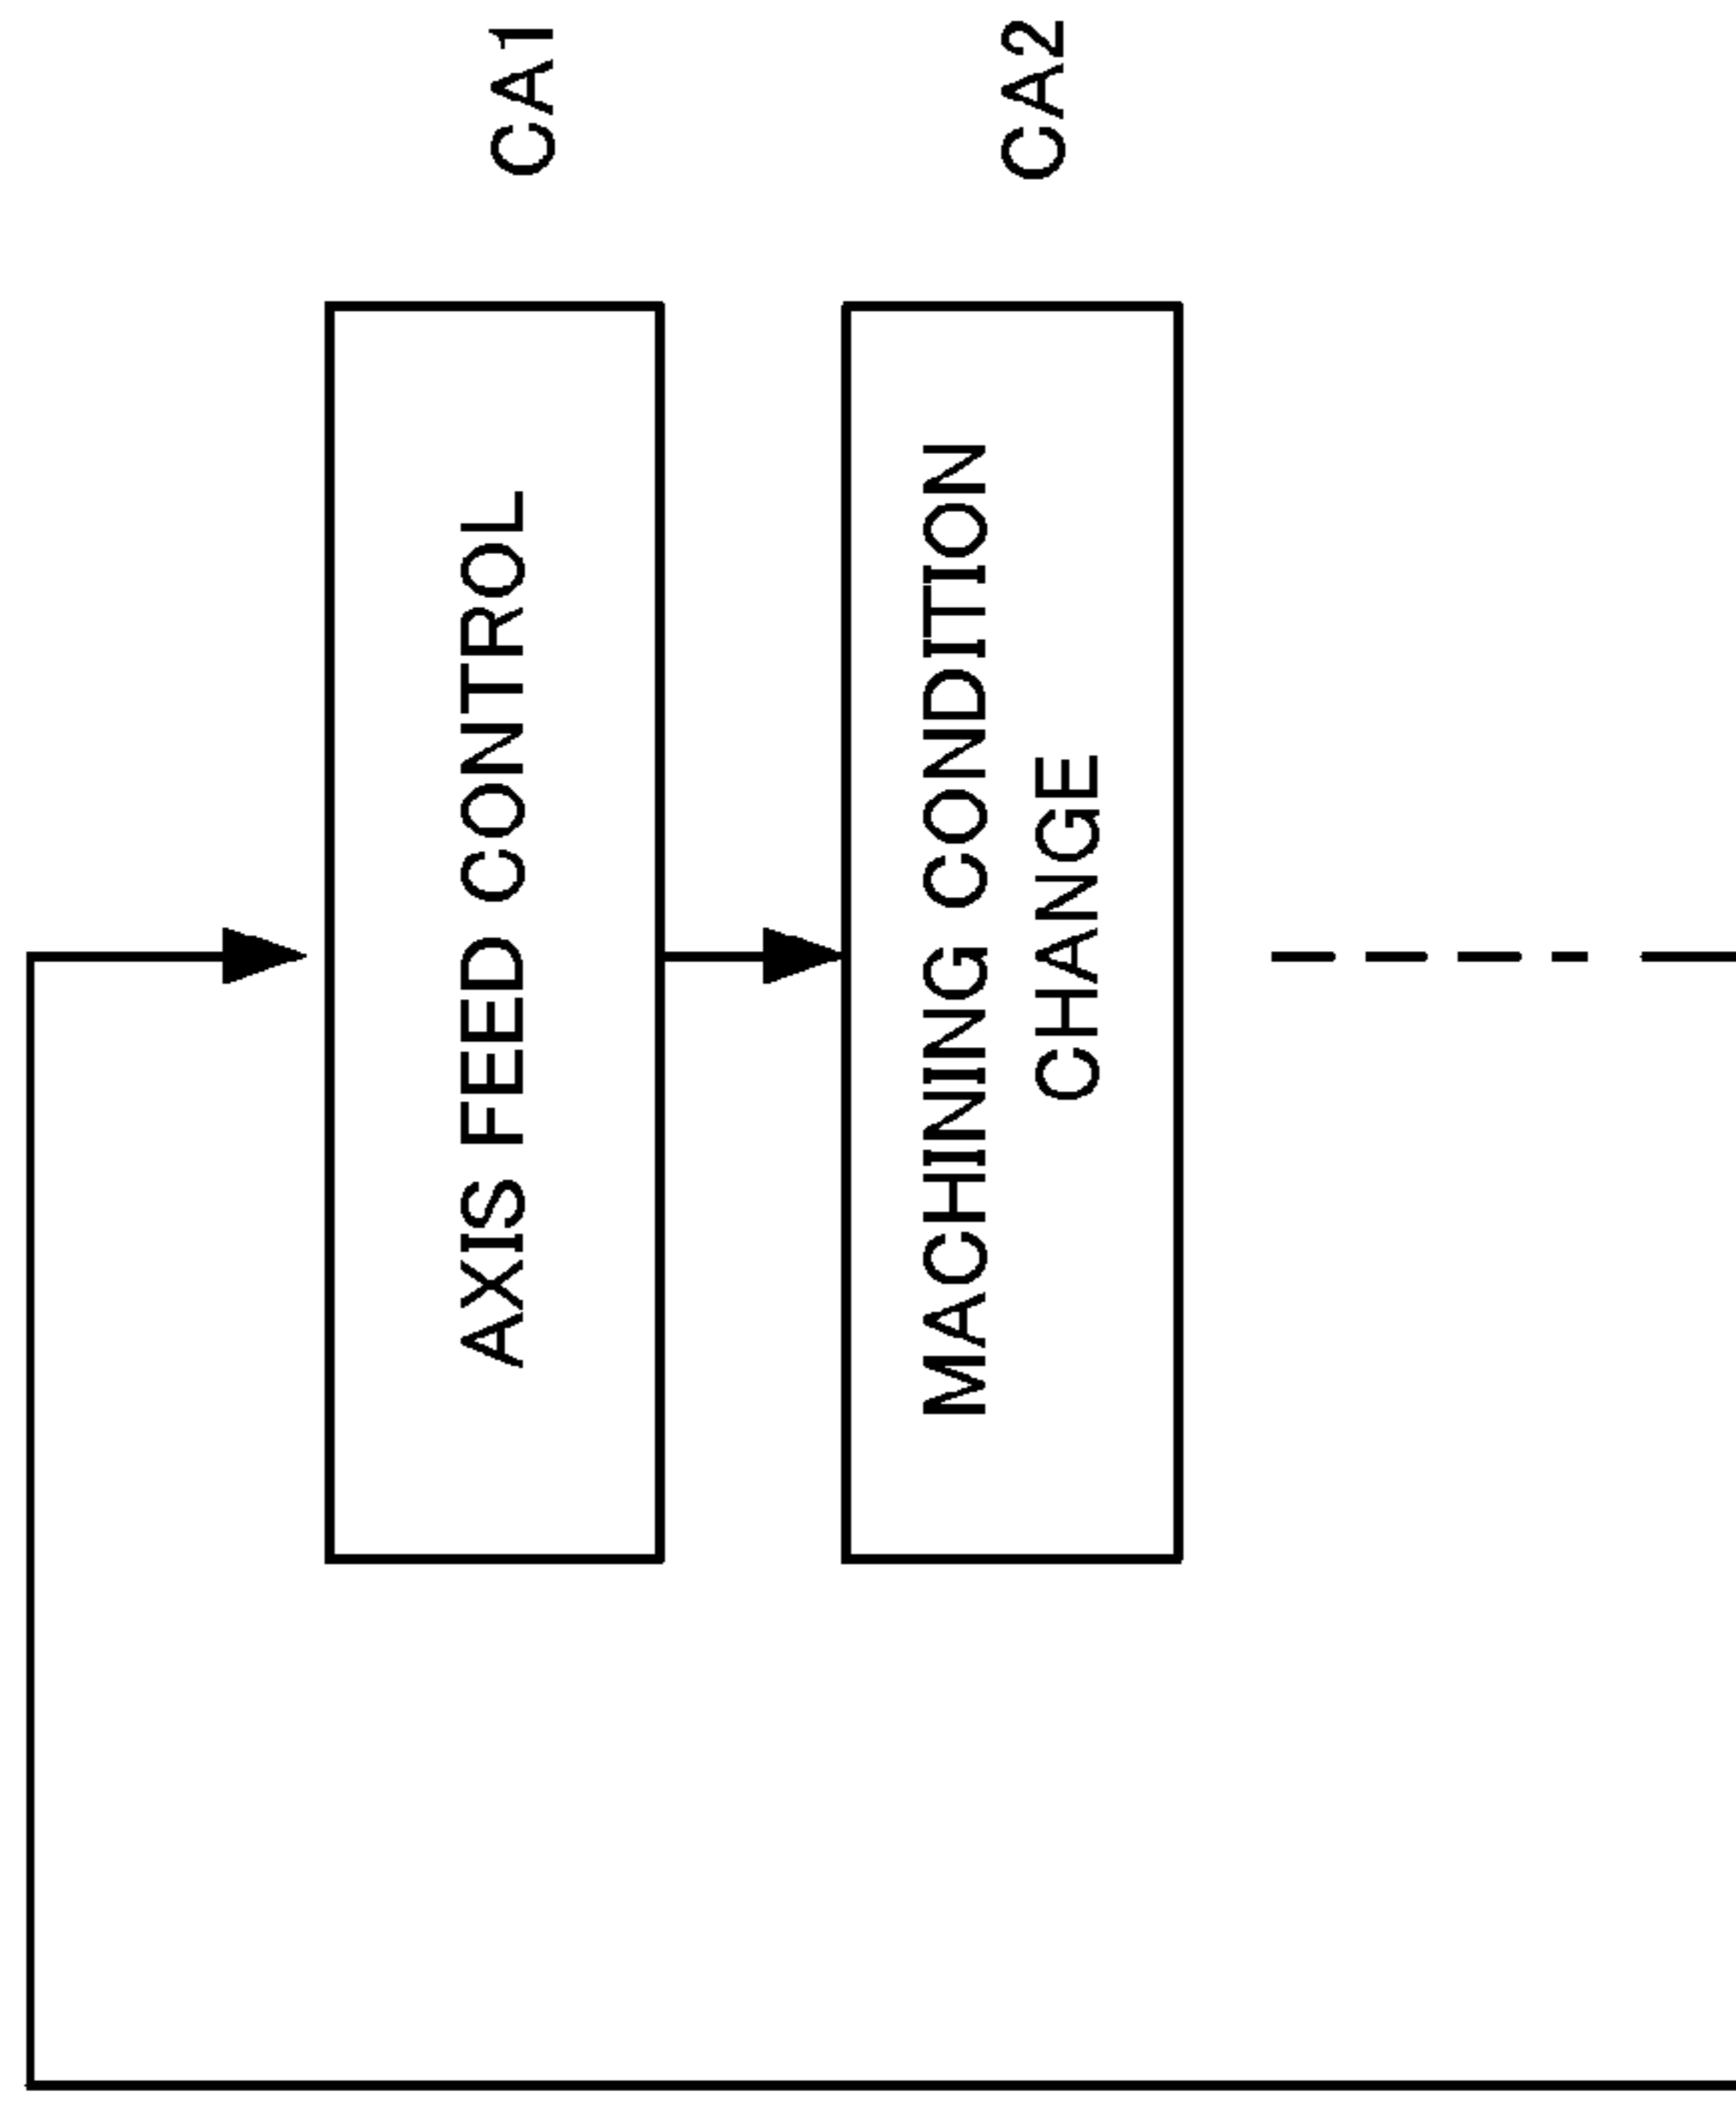 AXIS FEED CONTROL
CA1
MACHINING CONDITION
CHANGE
CA2